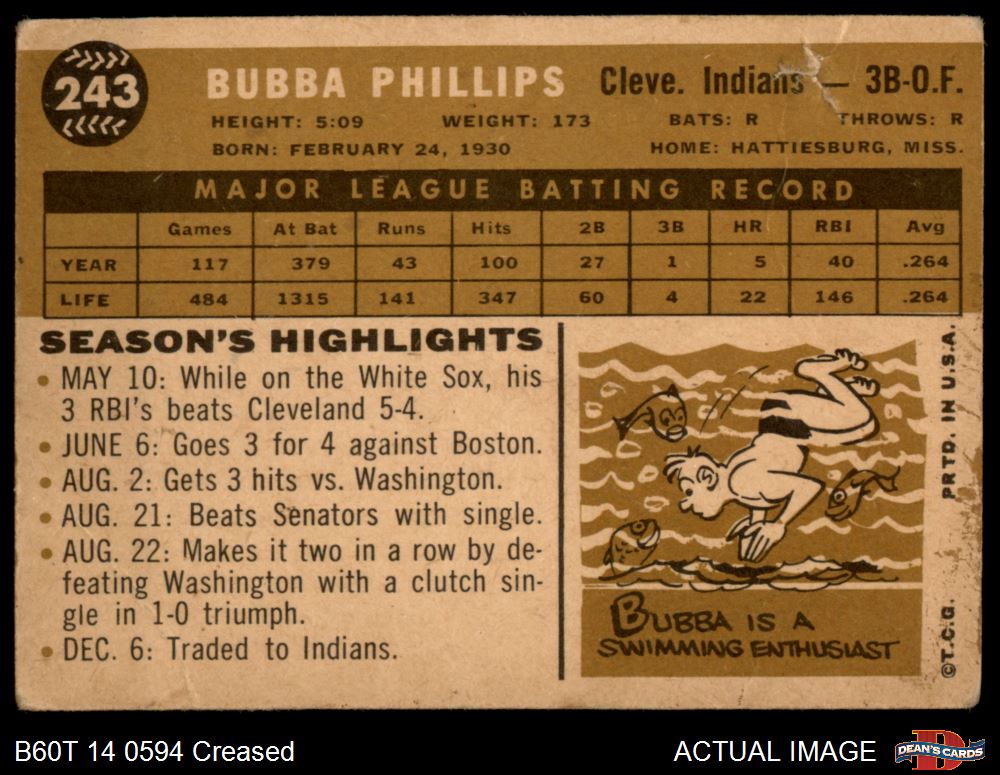 243
BUBBA PHILLIPS Cleve. Indians — 3B-O.F.
HEIGHT: 5:09 WEIGHT: 173 BATS: R THROWS: R
BORN: FEBRUARY 24, 1930 HOME: HATTIESBURG, MISS.
MAJOR LEAGUE BATTING RECORD
Games At Bat Runs Hits 2B 3B HR RBI Avg
YEAR 117 379 43 100 27 1 5 40 .264
LIFE 484 1315 141 347 60 4 22 146 .264
SEASON'S HIGHLIGHTS
• MAY 10: While on the White Sox, his
3 RBI's beats Cleveland 5-4.
• JUNE 6: Goes 3 for 4 against Boston.
• AUG. 2: Gets 3 hits vs. Washington.
• AUG. 21: Beats Senators with single.
• AUG. 22: Makes it two in a row by de-
feating Washington with a clutch sin-
gle in 1-0 triumph.
• DEC. 6: Traded to Indians.
BUBBA IS A
SWIMMING ENTHUSIAST
©T.C.G. PRTD. IN U.S.A.
B60T 14 0594 Creased
ACTUAL IMAGE
D
DEAN'S CARDS